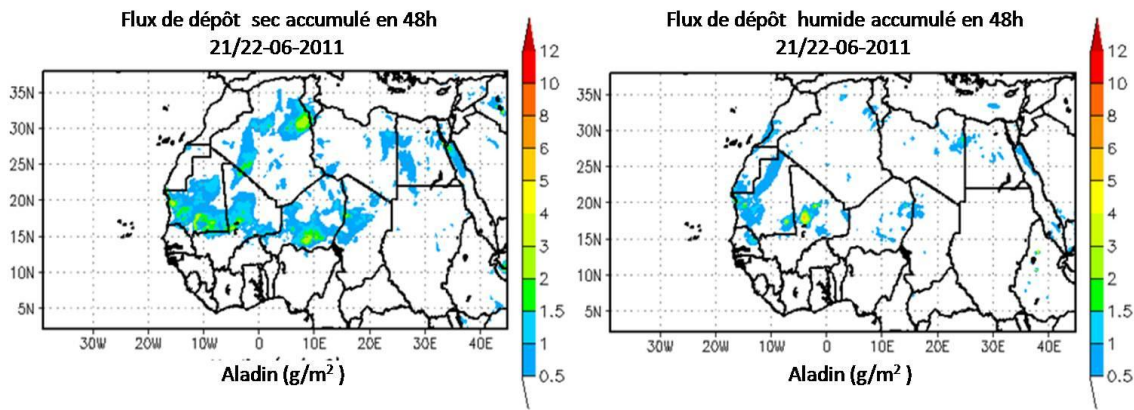 Flux de dépôt sec accumulé en 48h
21/22-06-2011
35N
30N
25N
20N
15N
10N
5N
30W 20W 10W 0 10E 20E 30E 40E
12
10
8
6
5
4
3
2
1.5
1
0.5
Aladin (g/m²)
Flux de dépôt humide accumulé en 48h
21/22-06-2011
35N
30N
25N
20N
15N
10N
5N
30W 20W 10W 0 10E 20E 30E 40E
12
10
8
6
5
4
3
2
1.5
1
0.5
Aladin (g/m²)